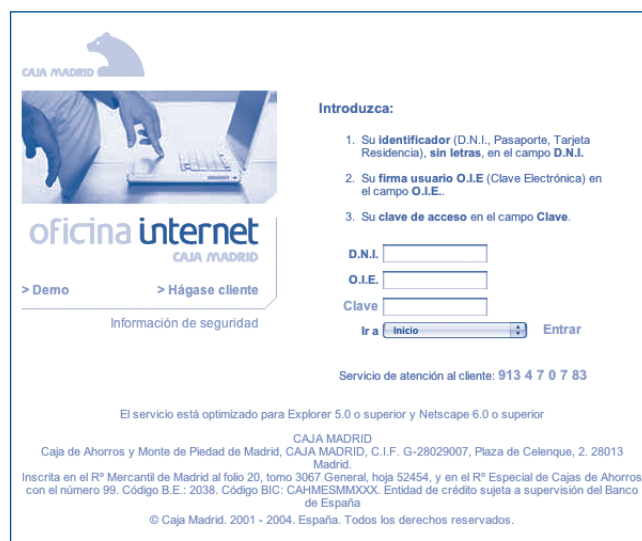 CAJA MADRID
Introduzca:
1. Su identificador (D.N.I., Pasaporte, Tarjeta
Residencia), sin letras, en el campo D.N.I.
2. Su firma usuario O.I.E (Clave Electrónica) en
el campo O.I.E..
3. Su clave de acceso en el campo Clave.
oficina internet
CAJA MADRID
> Demo > Hágase cliente
Información de seguridad
D.N.I.
O.I.E.
Clave
Ir a Inicio Entrar
Servicio de atención al cliente: 913 4 7 0 7 83
El servicio está optimizado para Explorer 5.0 o superior y Netscape 6.0 o superior
CAJA MADRID
Caja de Ahorros y Monte de Piedad de Madrid, CAJA MADRID, C.I.F. G-28029007, Plaza de Celenque, 2. 28013
Madrid.
Inscrita en el Rº Mercantil de Madrid al folio 20, tomo 3067 General, hoja 52454, y en el Rº Especial de Cajas de Ahorros
con el número 99. Código B.E.: 2038. Código BIC: CAHMESMMXXX. Entidad de crédito sujeta a supervisión del Banco
de España
© Caja Madrid. 2001 - 2004. España. Todos los derechos reservados.